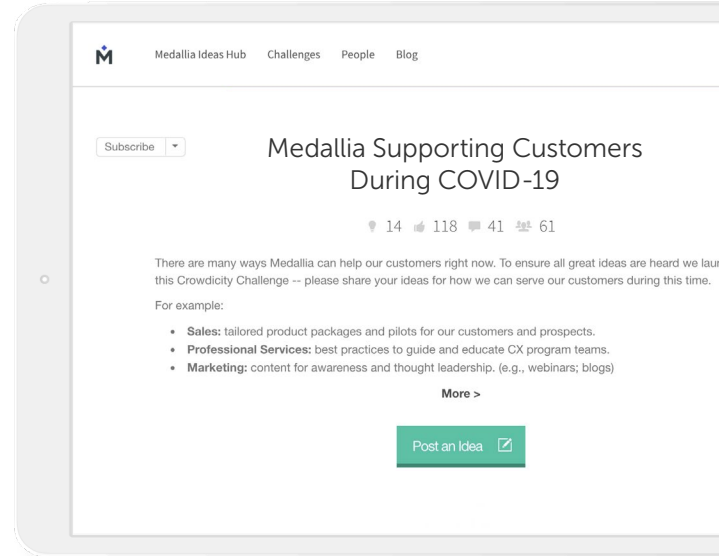 Medallia Ideas Hub Challenges People Blog
Subscribe
Medallia Supporting Customers
During COVID-19
14 118 41 61
There are many ways Medallia can help our customers right now. To ensure all great ideas are heard we
this Crowdicity Challenge -- please share your ideas for how we can serve our customers during this time.
For example:
• Sales: tailored product packages and pilots for our customers and prospects.
• Professional Services: best practices to guide and educate CX program teams.
• Marketing: content for awareness and thought leadership. (e.g., webinars; blogs)
More >
Post an Idea